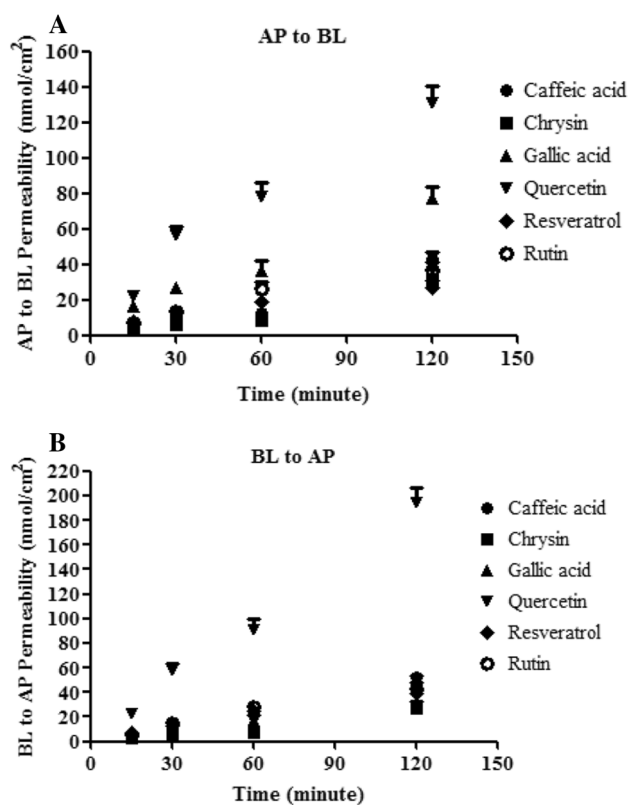 A
AP to BL
AP to BL Permeability (nmol/cm²)
160
140
120
100
80
60
40
20
0
0 30 60 90 120 150
Time (minute)
Caffeic acid
Chrysin
Gallic acid
Quercetin
Resveratrol
Rutin
B
BL to AP
BL to AP Permeability (nmol/cm²)
220
200
180
160
140
120
100
80
60
40
20
0
0 30 60 90 120 150
Time (minute)
Caffeic acid
Chrysin
Gallic acid
Quercetin
Resveratrol
Rutin